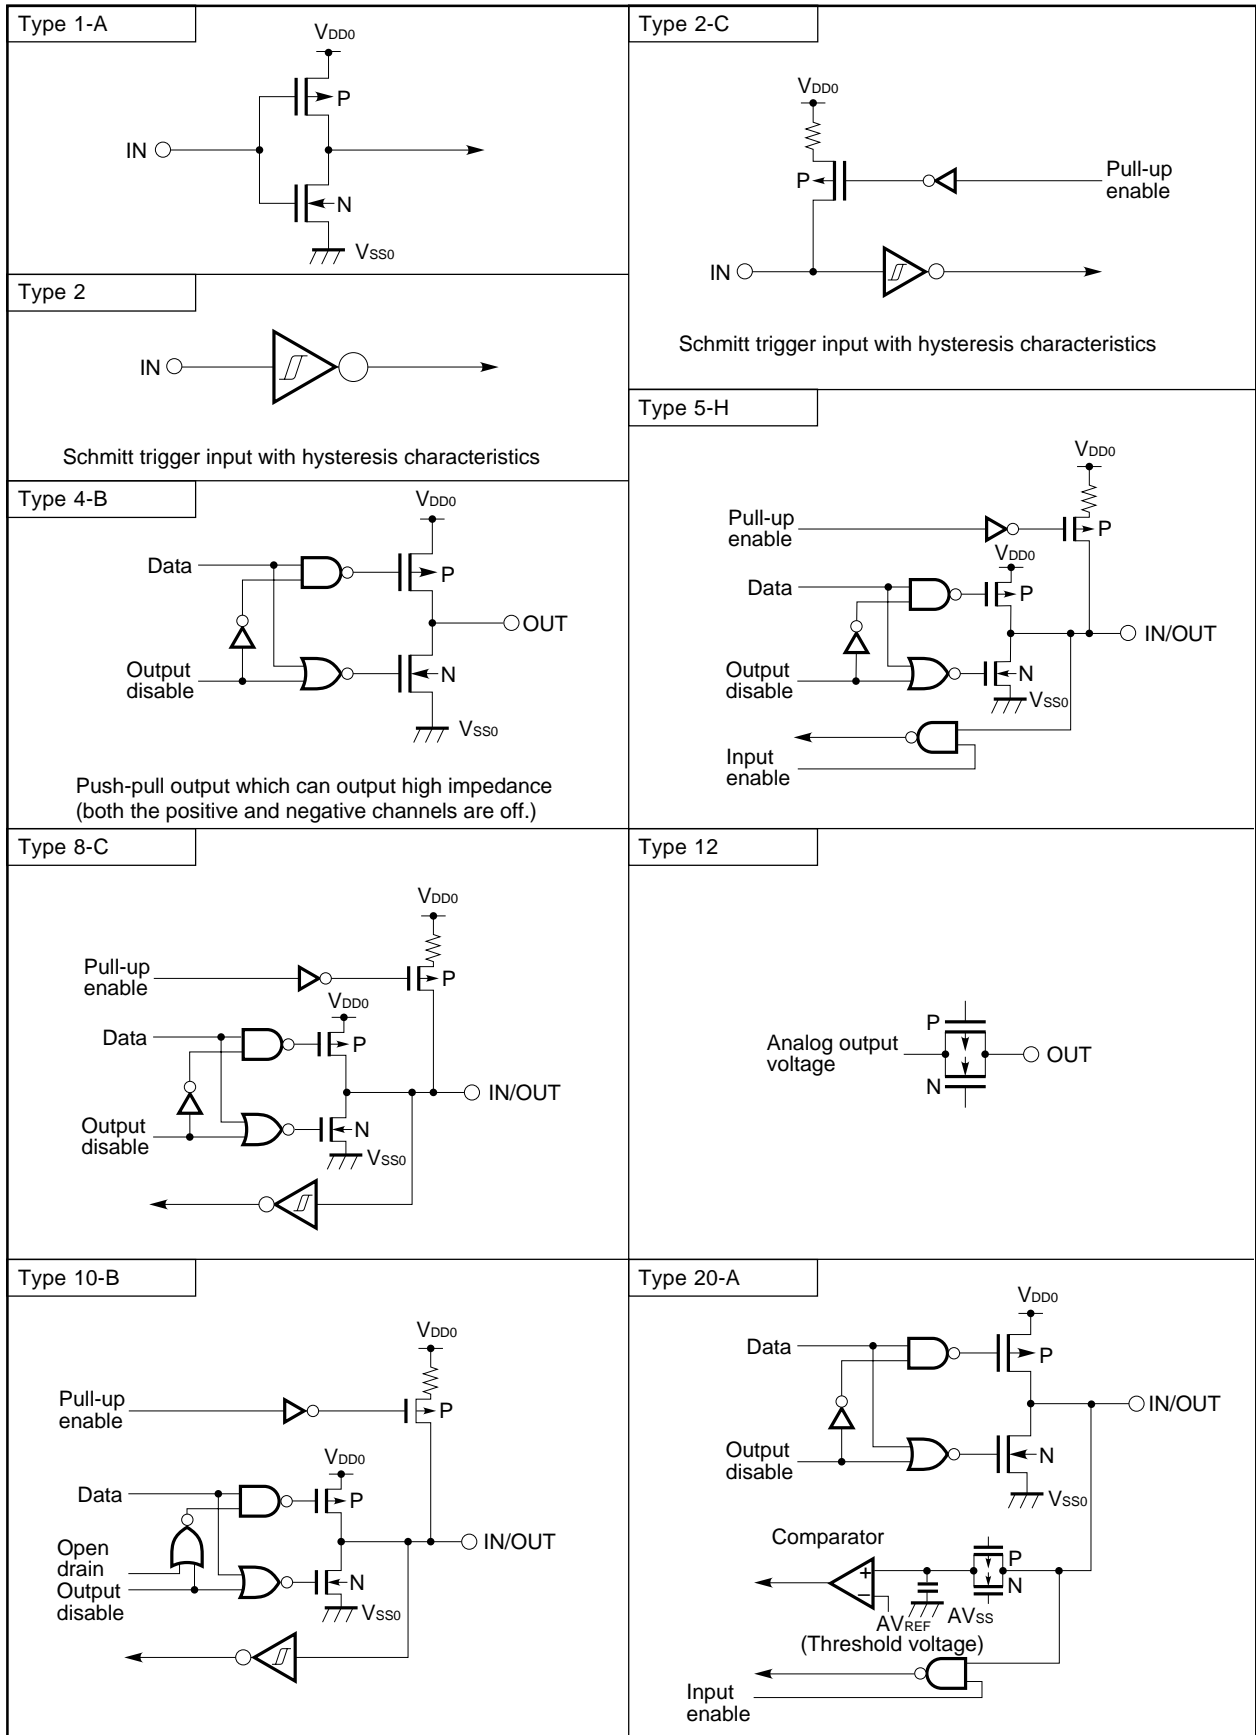 Type 1-A
VDD0
P
IN
N
VSS0
Type 2
IN
Schmitt trigger input with hysteresis characteristics
Type 4-B
VDD0
Data
P
OUT
Output
disable
N
VSS0
Push-pull output which can output high impedance
(both the positive and negative channels are off.)
Type 2-C
VDD0
P
Pull-up
enable
IN
Schmitt trigger input with hysteresis characteristics
Type 5-H
VDD0
Pull-up
enable
P
VDD0
Data
P
IN/OUT
Output
disable
N
VSS0
Input
enable
Type 8-C
VDD0
Pull-up
enable
P
VDD0
Data
P
IN/OUT
Output
disable
N
VSS0
Type 12
P
Analog output
voltage
OUT
N
Type 10-B
VDD0
Pull-up
enable
P
VDD0
Data
P
IN/OUT
Open
drain
Output
disable
N
VSS0
Type 20-A
VDD0
Data
P
IN/OUT
Output
disable
N
VSS0
Comparator
P
+
N
−
AVREF
AVSS
(Threshold voltage)
Input
enable